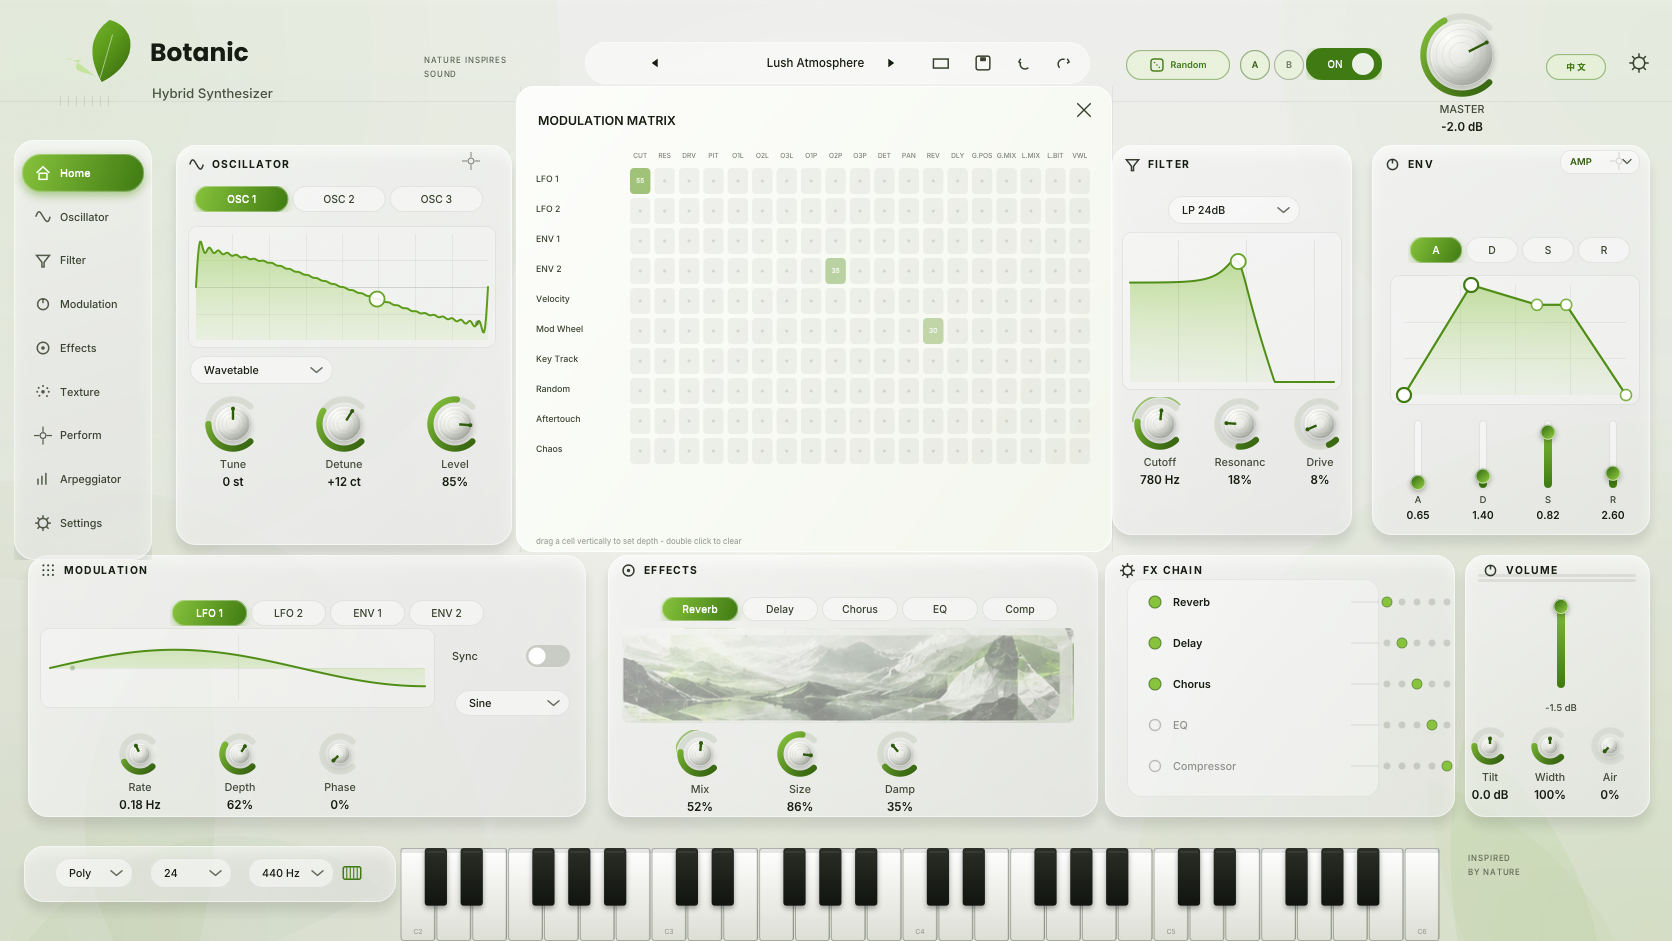 Botanic
Hybrid Synthesizer
NATURE INSPIRES
SOUND
Lush Atmosphere
Random
A
B
ON
MASTER
-2.0 dB
中文
Home
Oscillator
Filter
Modulation
Effects
Texture
Perform
Arpeggiator
Settings
OSCILLATOR
OSC 1
OSC 2
OSC 3
Wavetable
Tune
Detune
Level
0 st
+12 ct
85%
MODULATION MATRIX
CUT RES DRV PIT O1L O2L O3L O1P O2P O3P DET PAN REV DLY G.POS G.MIX L.MIX L.BIT VWL
LFO 1
55
LFO 2
ENV 1
ENV 2
35
Velocity
Mod Wheel
30
Key Track
Random
Aftertouch
Chaos
drag a cell vertically to set depth - double click to clear
FILTER
LP 24dB
Cutoff
Resonanc
Drive
780 Hz
18%
8%
ENV
AMP
A
D
S
R
A
D
S
R
0.65
1.40
0.82
2.60
MODULATION
LFO 1
LFO 2
ENV 1
ENV 2
Sync
Sine
Rate
Depth
Phase
0.18 Hz
62%
0%
EFFECTS
Reverb
Delay
Chorus
EQ
Comp
Mix
Size
Damp
52%
86%
35%
FX CHAIN
Reverb
Delay
Chorus
EQ
Compressor
VOLUME
-1.5 dB
Tilt
Width
Air
0.0 dB
100%
0%
Poly
24
440 Hz
C2
C3
C4
C5
C6
INSPIRED
BY NATURE